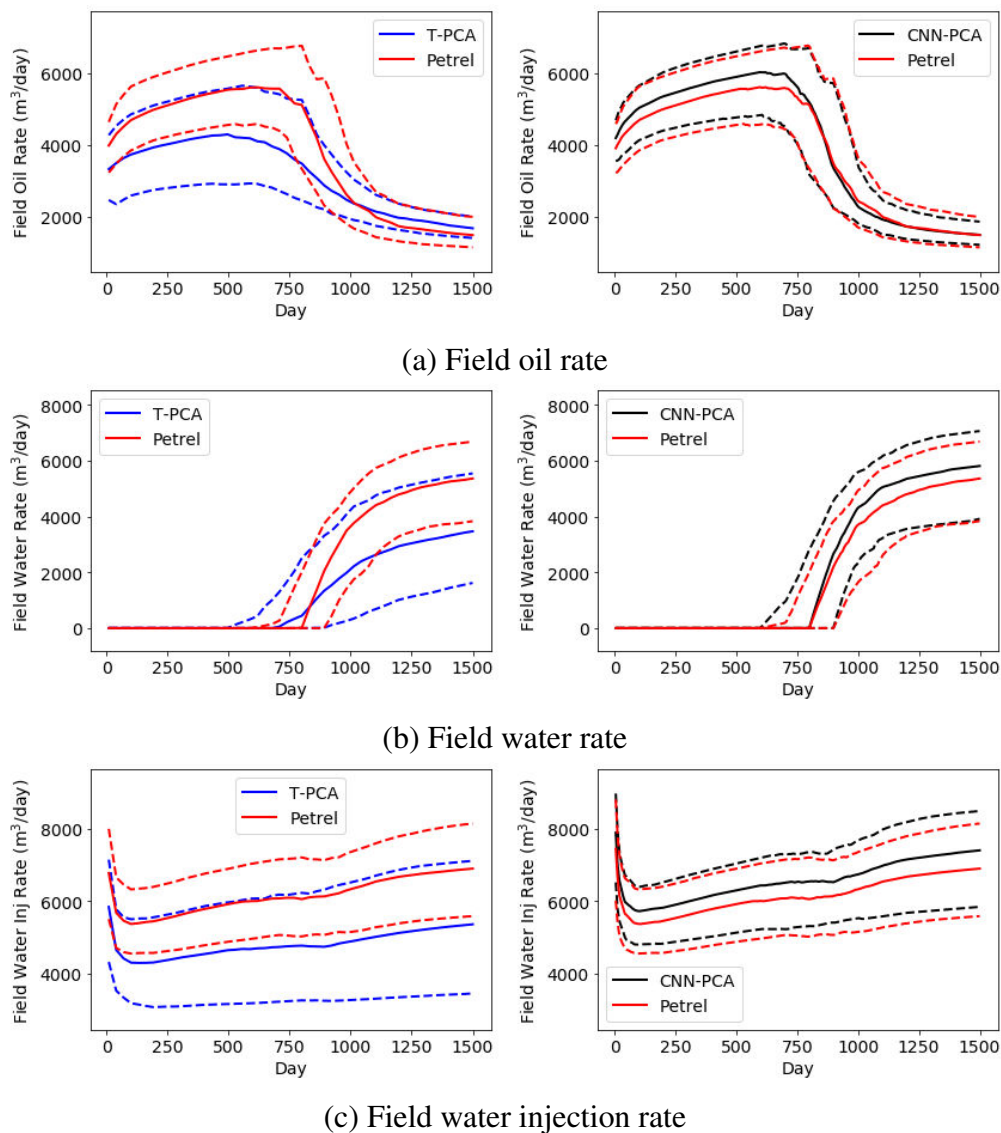 Field Oil Rate (m³/day)
6000
4000
2000
T-PCA
Petrel
0 250 500 750 1000 1250 1500
Day
Field Oil Rate (m³/day)
6000
4000
2000
CNN-PCA
Petrel
0 250 500 750 1000 1250 1500
Day
(a) Field oil rate
Field Water Rate (m³/day)
8000
6000
4000
2000
0
T-PCA
Petrel
0 250 500 750 1000 1250 1500
Day
Field Water Rate (m³/day)
8000
6000
4000
2000
0
CNN-PCA
Petrel
0 250 500 750 1000 1250 1500
Day
(b) Field water rate
Field Water Inj Rate (m³/day)
8000
6000
4000
T-PCA
Petrel
0 250 500 750 1000 1250 1500
Day
Field Water Inj Rate (m³/day)
8000
6000
4000
CNN-PCA
Petrel
0 250 500 750 1000 1250 1500
Day
(c) Field water injection rate